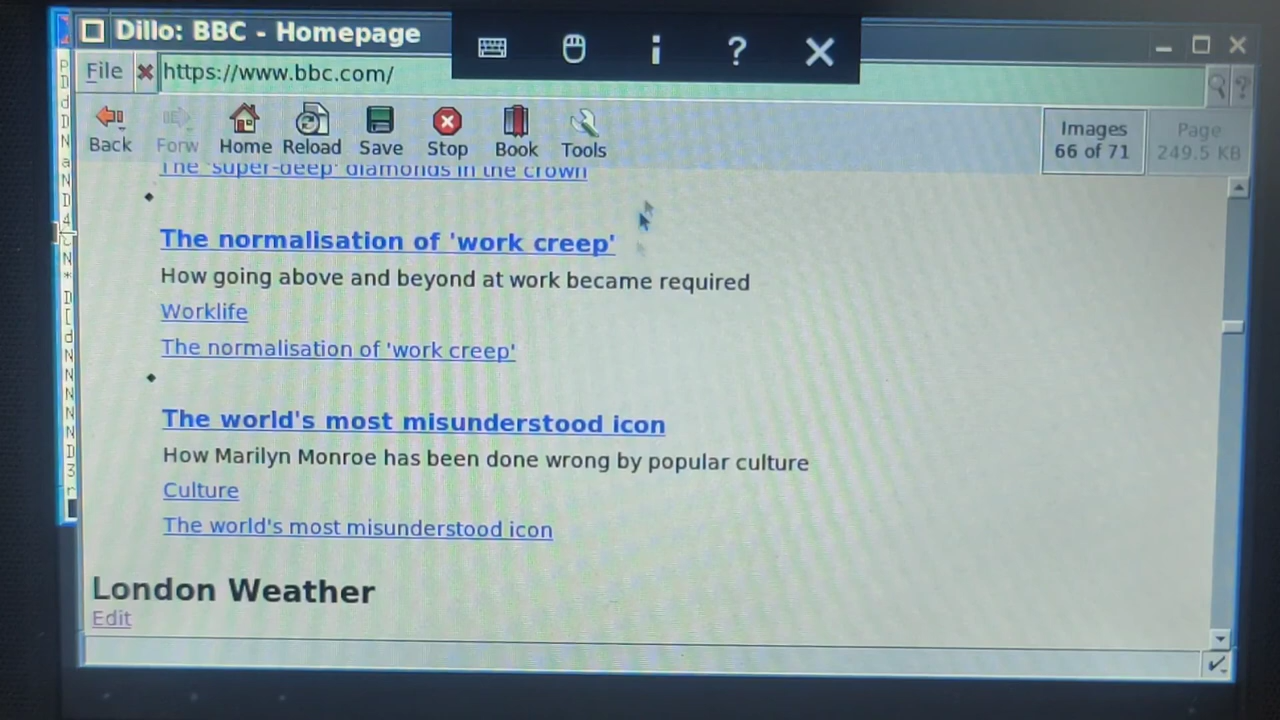 Dillo: BBC - Homepage
File https://www.bbc.com/
Back Forw Home Reload Save Stop Book Tools
Images
66 of 71
Page
249.5 KB
The 'super-deep' diamonds in the crown
The normalisation of 'work creep'
How going above and beyond at work became required
Worklife
The normalisation of 'work creep'
The world's most misunderstood icon
How Marilyn Monroe has been done wrong by popular culture
Culture
The world's most misunderstood icon
London Weather
Edit